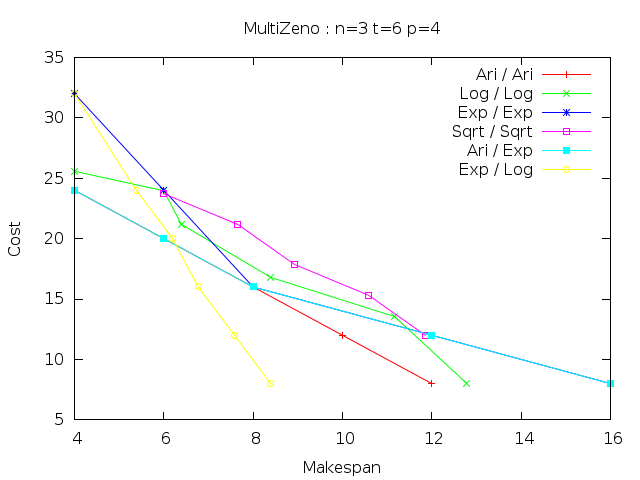 MultiZeno : n=3 t=6 p=4
35
30
25
20
15
10
5
Cost
Ari / Ari
Log / Log
Exp / Exp
Sqrt / Sqrt
Ari / Exp
Exp / Log
4 6 8 10 12 14 16
Makespan